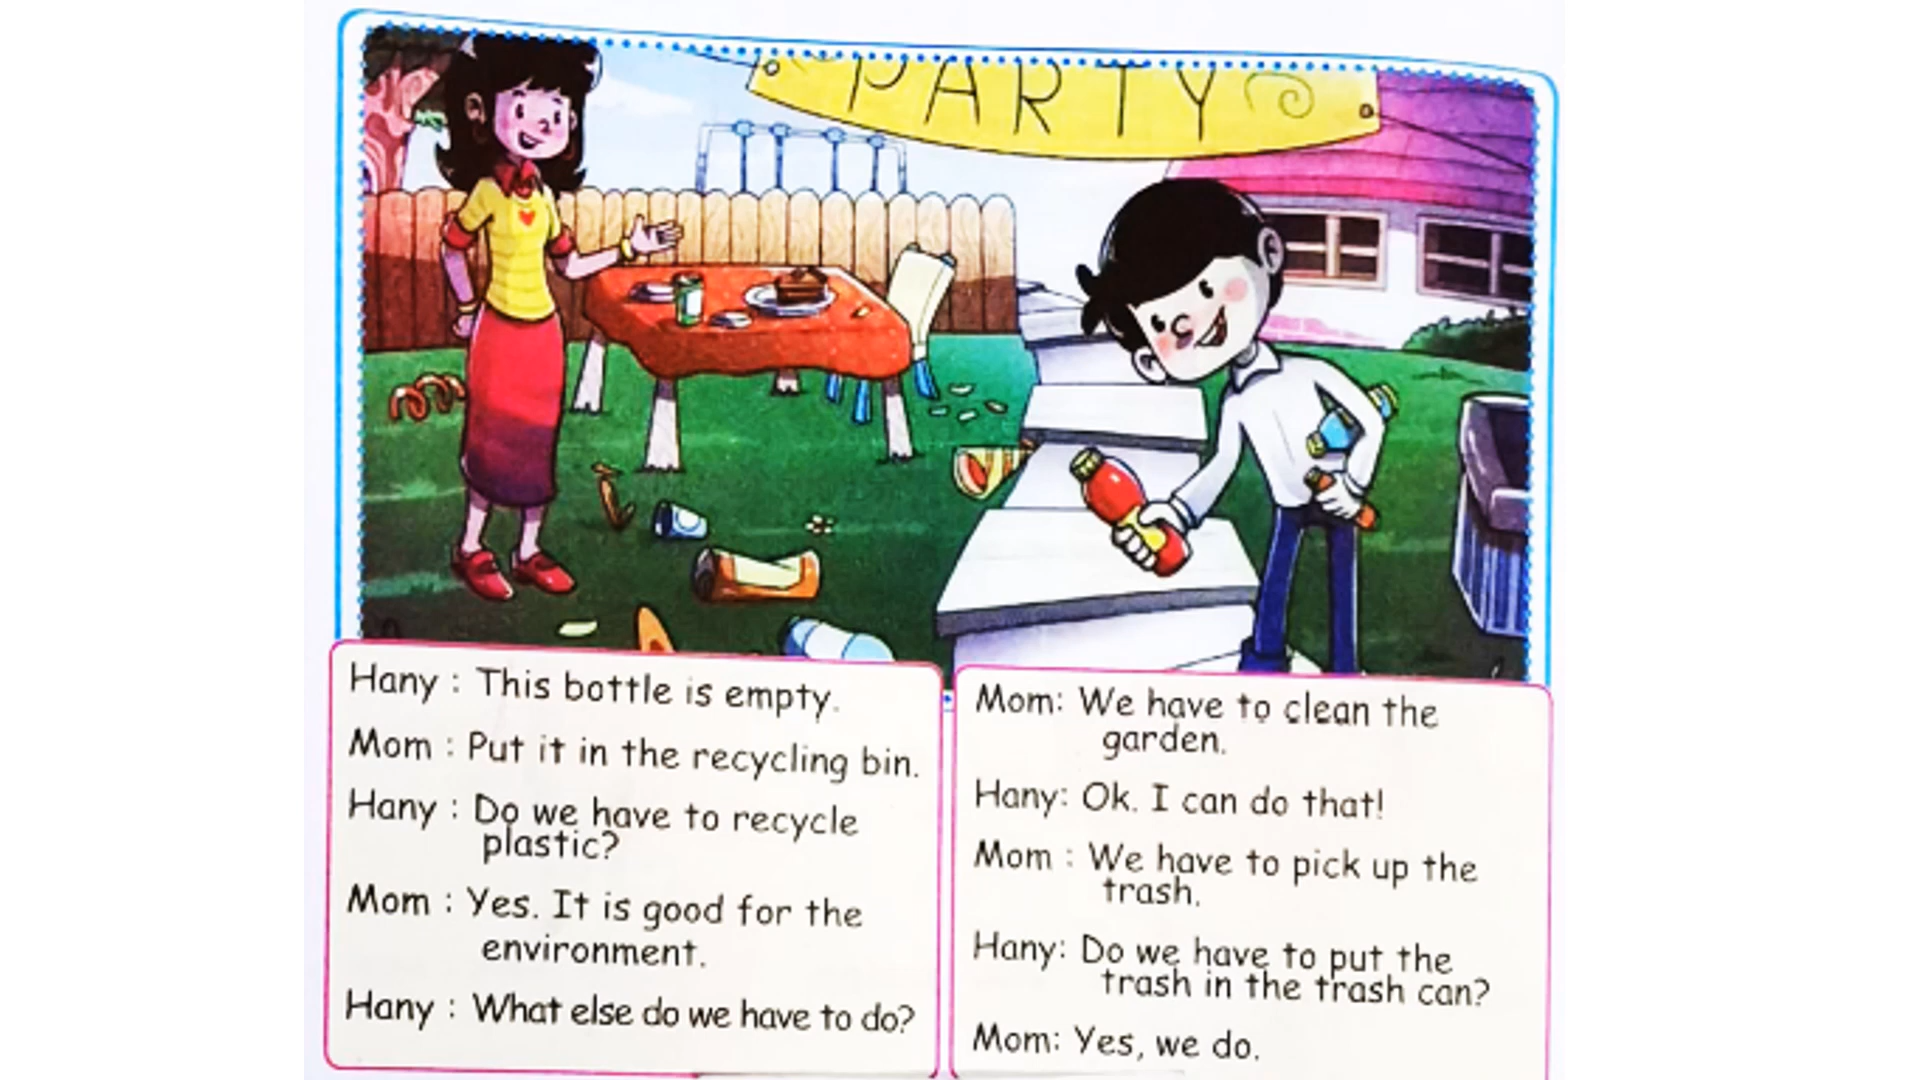 PARTY
Hany : This bottle is empty.
Mom : Put it in the recycling bin.
Hany : Do we have to recycle
plastic?
Mom : Yes. It is good for the
environment.
Hany : What else do we have to do?
Mom: We have to clean the
garden.
Hany: Ok. I can do that!
Mom : We have to pick up the
trash.
Hany: Do we have to put the
trash in the trash can?
Mom: Yes, we do.